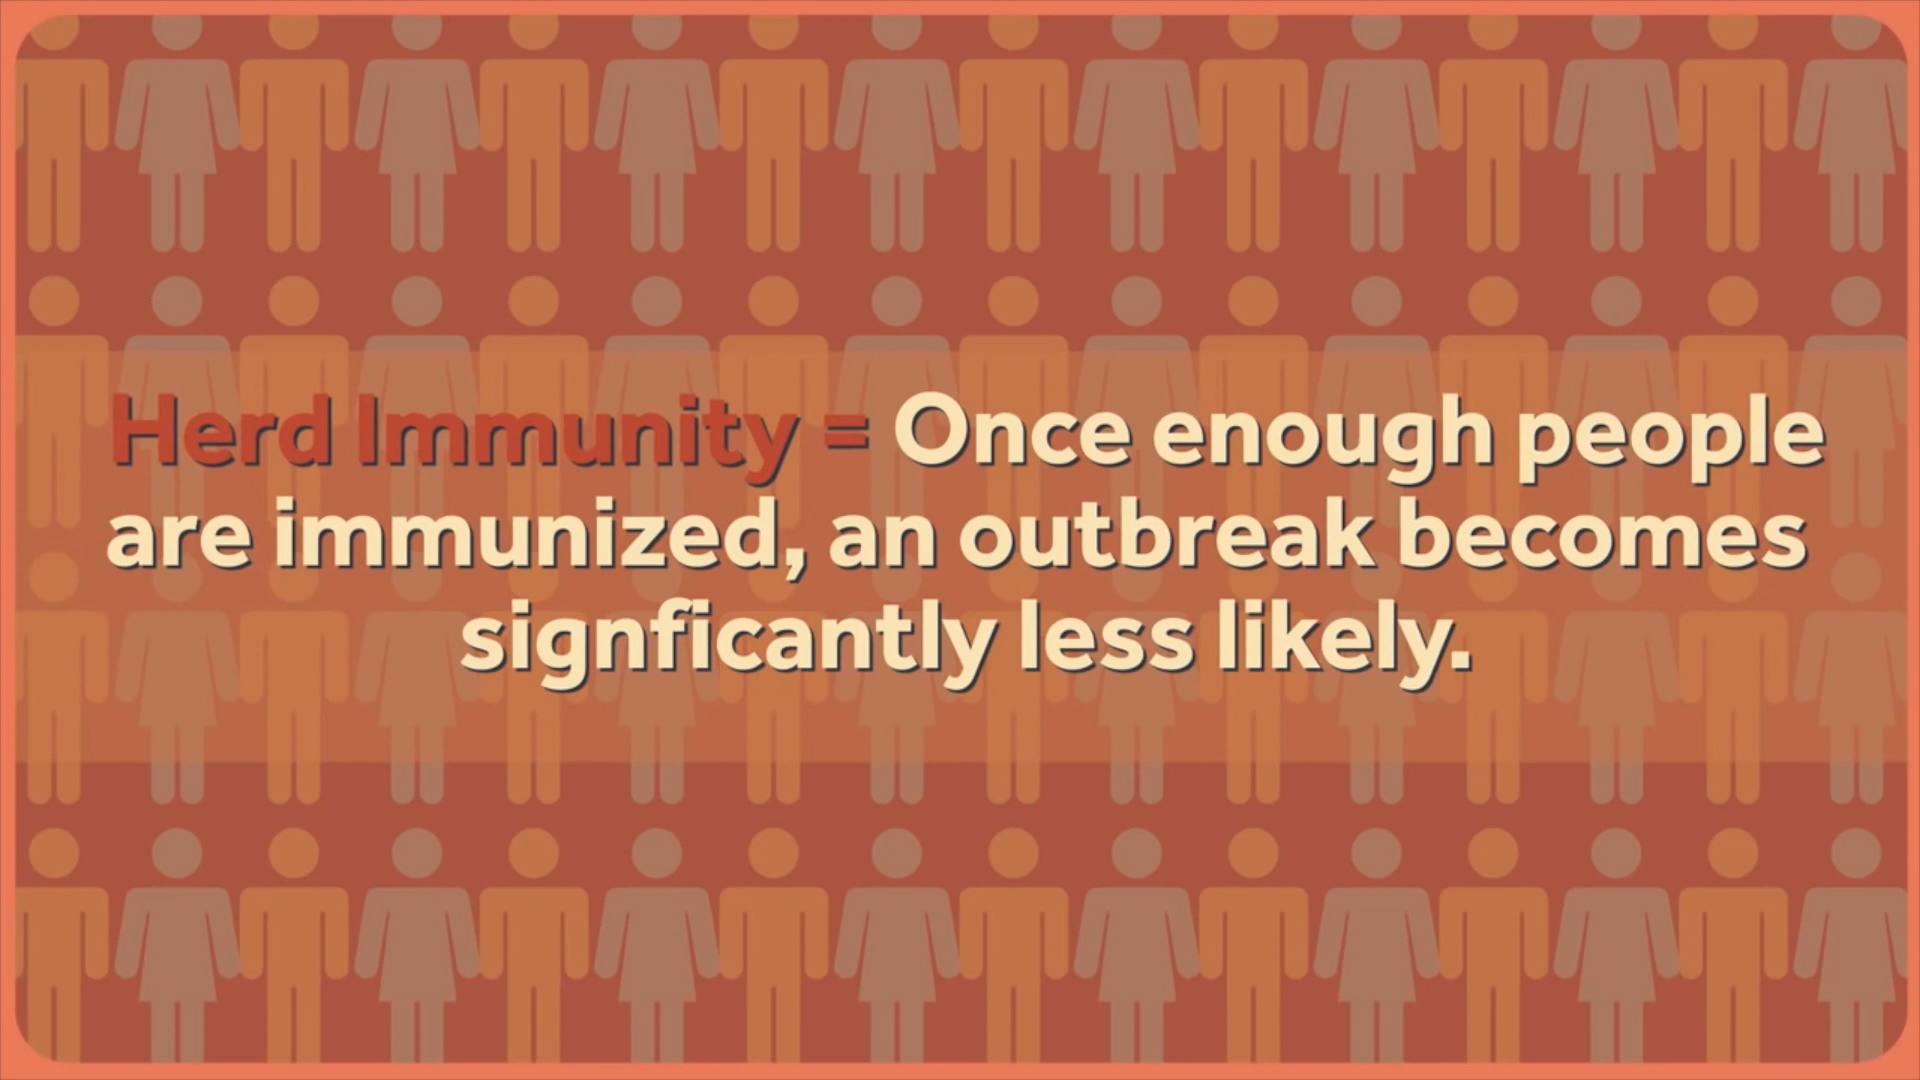 Herd Immunity = Once enough people
are immunized, an outbreak becomes
signficantly less likely.